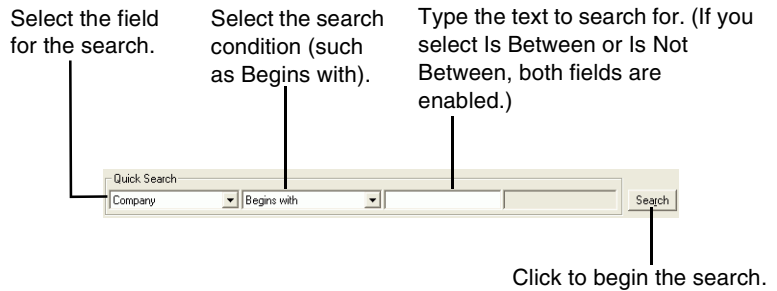 Select the field
for the search.
Select the search
condition (such
as Begins with).
Type the text to search for. (If you
select Is Between or Is Not
Between, both fields are
enabled.)
Quick Search
Company
Begins with
Search
Click to begin the search.